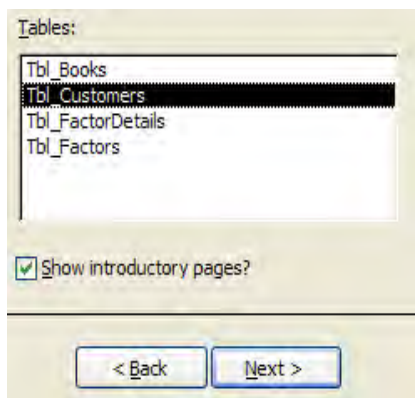 Tables:
Tbl_Books
Tbl_Customers
Tbl_FactorDetails
Tbl_Factors
Show introductory pages?
< Back Next >